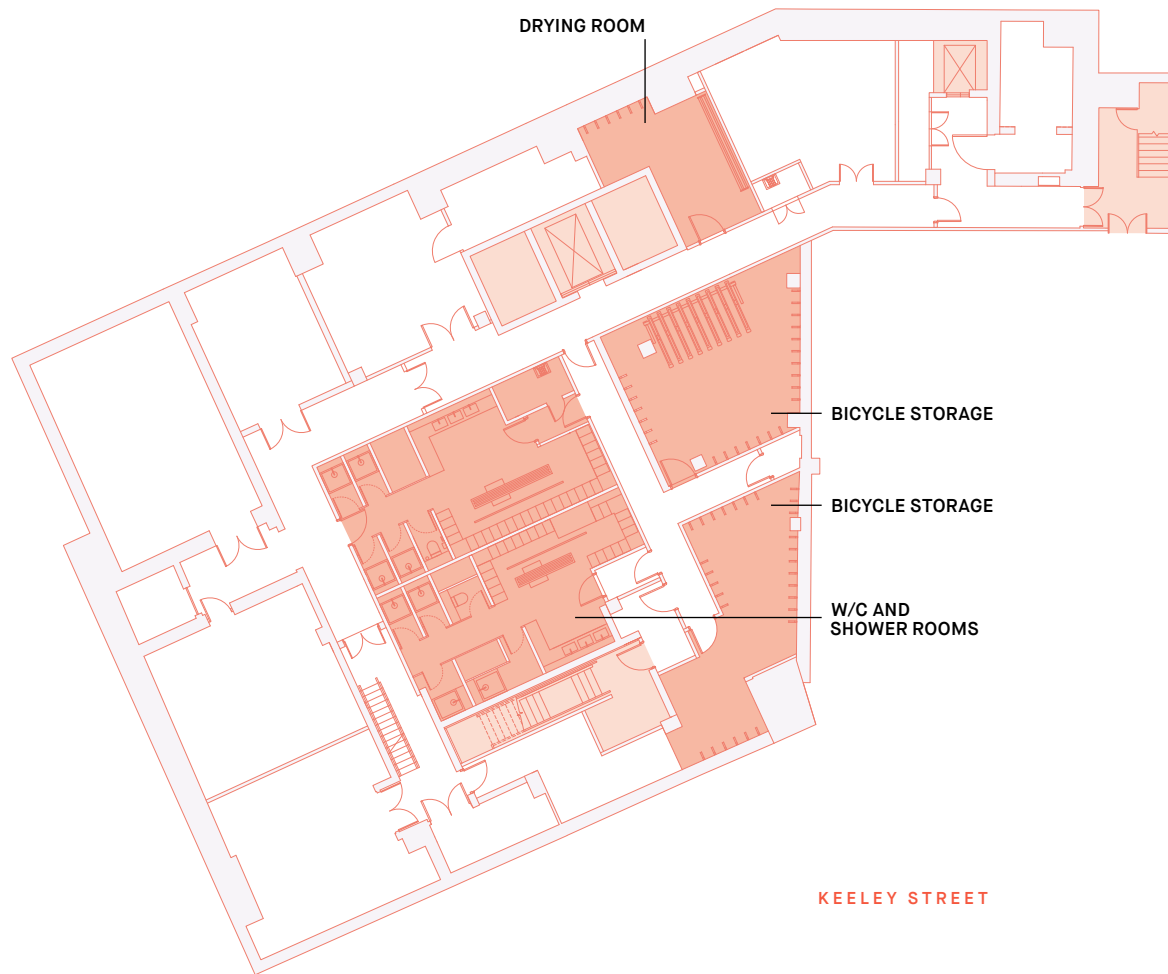 DRYING ROOM
BICYCLE STORAGE
BICYCLE STORAGE
W/C AND
SHOWER ROOMS
KEELEY STREET